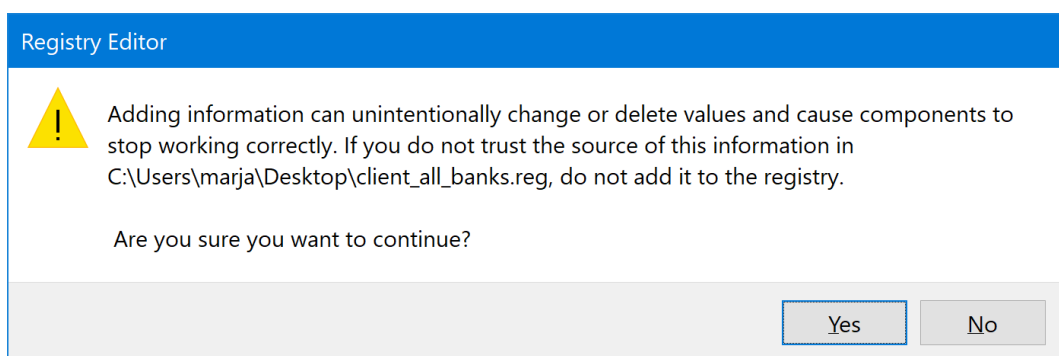 Registry Editor
Adding information can unintentionally change or delete values and cause components to
stop working correctly. If you do not trust the source of this information in
C:\Users\marja\Desktop\client_all_banks.reg, do not add it to the registry.
Are you sure you want to continue?
Yes No